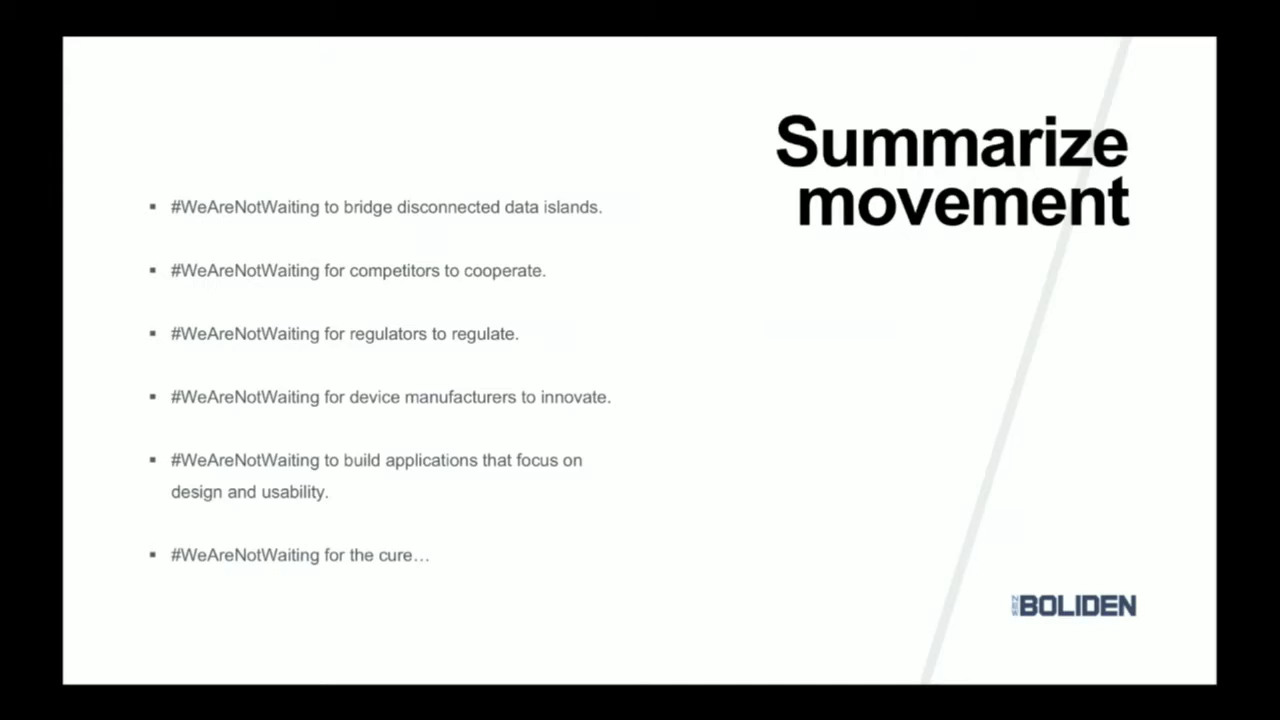 Summarize
movement
▪ #WeAreNotWaiting to bridge disconnected data islands.
▪ #WeAreNotWaiting for competitors to cooperate.
▪ #WeAreNotWaiting for regulators to regulate.
▪ #WeAreNotWaiting for device manufacturers to innovate.
▪ #WeAreNotWaiting to build applications that focus on
design and usability.
▪ #WeAreNotWaiting for the cure…
BOLIDEN